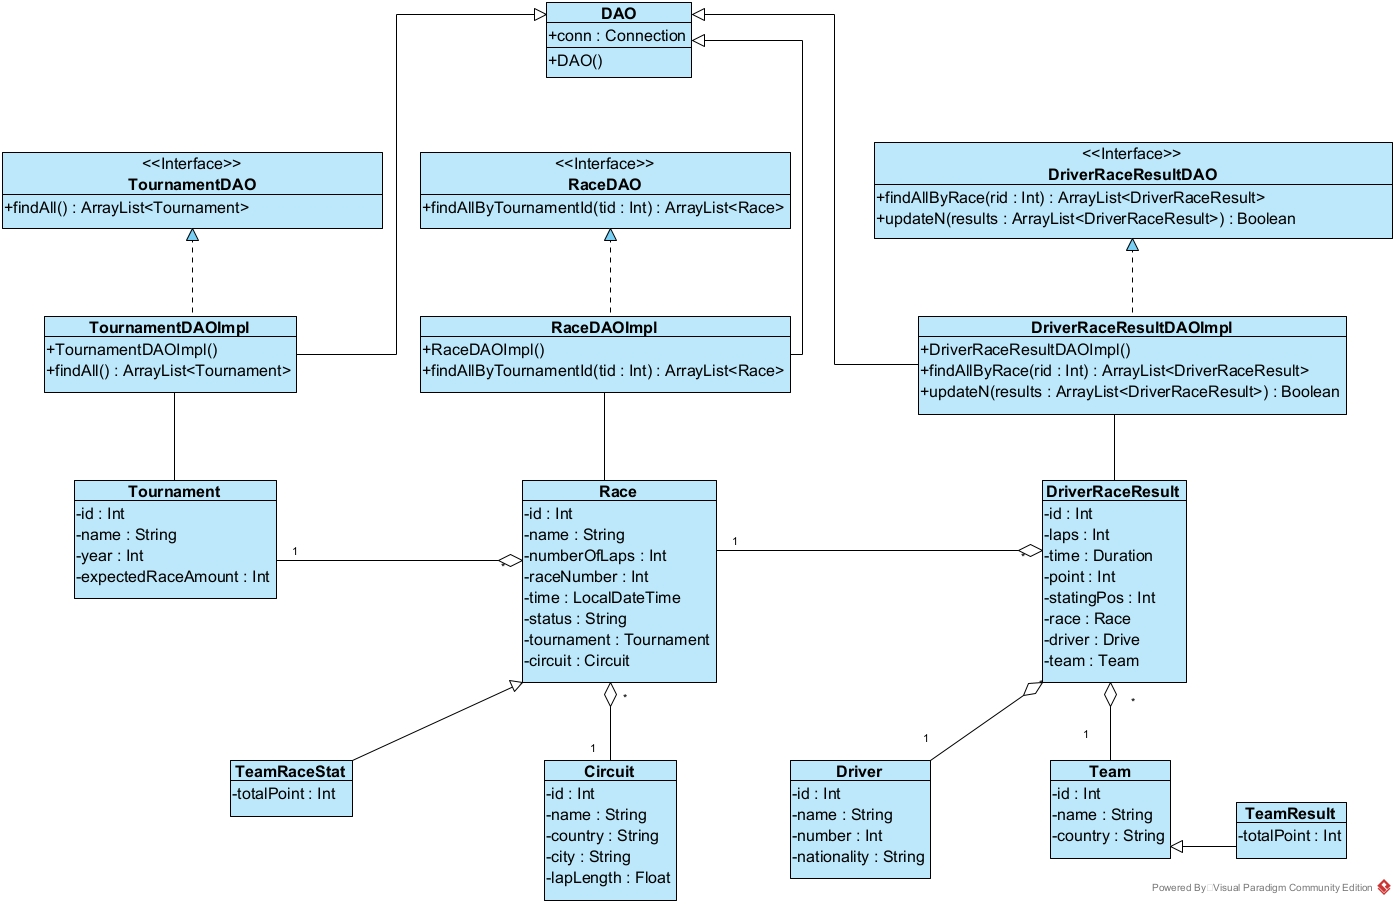 DAO
+conn : Connection
+DAO()
<<Interface>>
TournamentDAO
+findAll() : ArrayList<Tournament>
<<Interface>>
RaceDAO
+findAllByTournamentId(tid : Int) : ArrayList<Race>
<<Interface>>
DriverRaceResultDAO
+findAllByRace(rid : Int) : ArrayList<DriverRaceResult>
+updateN(results : ArrayList<DriverRaceResult>) : Boolean
TournamentDAOImpl
+TournamentDAOImpl()
+findAll() : ArrayList<Tournament>
RaceDAOImpl
+RaceDAOImpl()
+findAllByTournamentId(tid : Int) : ArrayList<Race>
DriverRaceResultDAOImpl
+DriverRaceResultDAOImpl()
+findAllByRace(rid : Int) : ArrayList<DriverRaceResult>
+updateN(results : ArrayList<DriverRaceResult>) : Boolean
Tournament
-id : Int
-name : String
-year : Int
-expectedRaceAmount : Int
1
*
Race
-id : Int
-name : String
-numberOfLaps : Int
-raceNumber : Int
-time : LocalDateTime
-status : String
-tournament : Tournament
-circuit : Circuit
1
*
DriverRaceResult
-id : Int
-laps : Int
-time : Duration
-point : Int
-statingPos : Int
-race : Race
-driver : Drive
-team : Team
*
1
1
*
1
TeamRaceStat
-totalPoint : Int
Circuit
-id : Int
-name : String
-country : String
-city : String
-lapLength : Float
Driver
-id : Int
-name : String
-number : Int
-nationality : String
Team
-id : Int
-name : String
-country : String
TeamResult
-totalPoint : Int
Powered By Visual Paradigm Community Edition